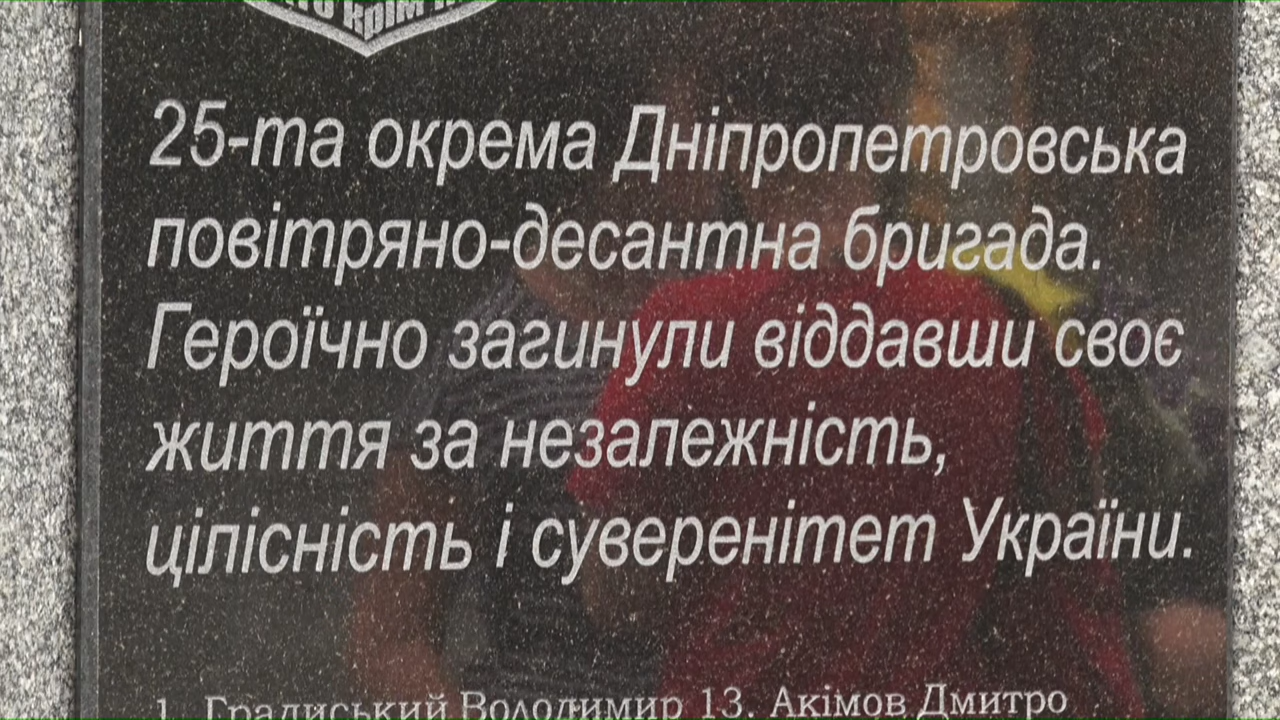 крім
25-та окрема Дніпропетровська
повітряно-десантна бригада.
Героїчно загинули віддавши своє
життя за незалежність,
цілісність і суверенітет України.
1. Градиський Володимир 13. Акімов Дмитро